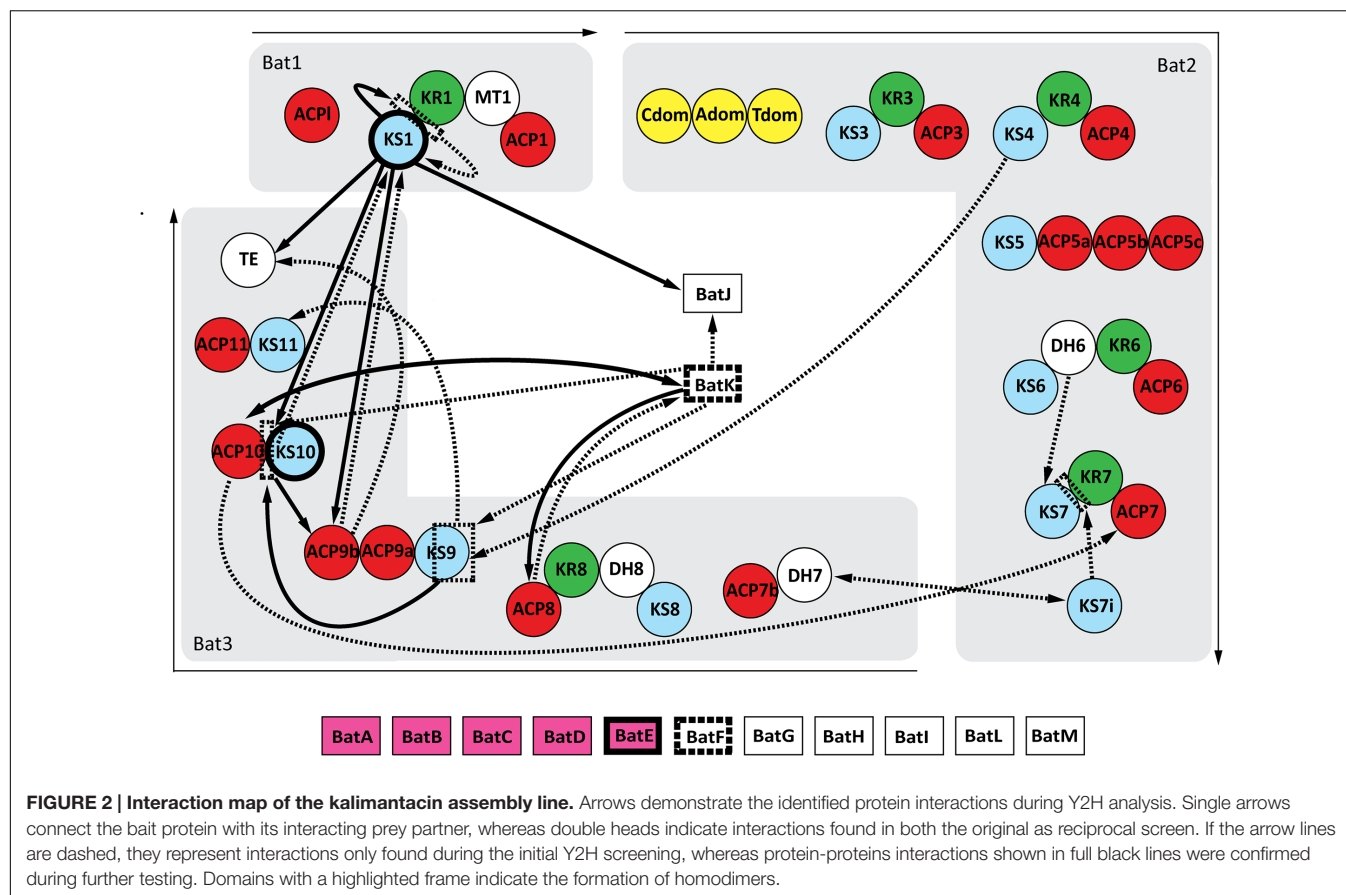 Bat1
Bat2
ACPl
KR1
MT1
KS1
ACP1
Cdom
Adom
Tdom
KR3
KS3
ACP3
KR4
KS4
ACP4
TE
KS5
ACP5a
ACP5b
ACP5c
BatJ
ACP11
KS11
DH6
KR6
KS6
ACP6
BatK
ACP10
KS10
KR7
KS7
ACP7
ACP9b
ACP9a
KS9
KR8
DH8
ACP8
KS8
ACP7b
DH7
KS7i
Bat3
BatA
BatB
BatC
BatD
BatE
BatF
BatG
BatH
BatI
BatL
BatM
FIGURE 2 | Interaction map of the kalimantacin assembly line. Arrows demonstrate the identified protein interactions during Y2H analysis. Single arrows
connect the bait protein with its interacting prey partner, whereas double heads indicate interactions found in both the original as reciprocal screen. If the arrow lines
are dashed, they represent interactions only found during the initial Y2H screening, whereas protein-proteins interactions shown in full black lines were confirmed
during further testing. Domains with a highlighted frame indicate the formation of homodimers.